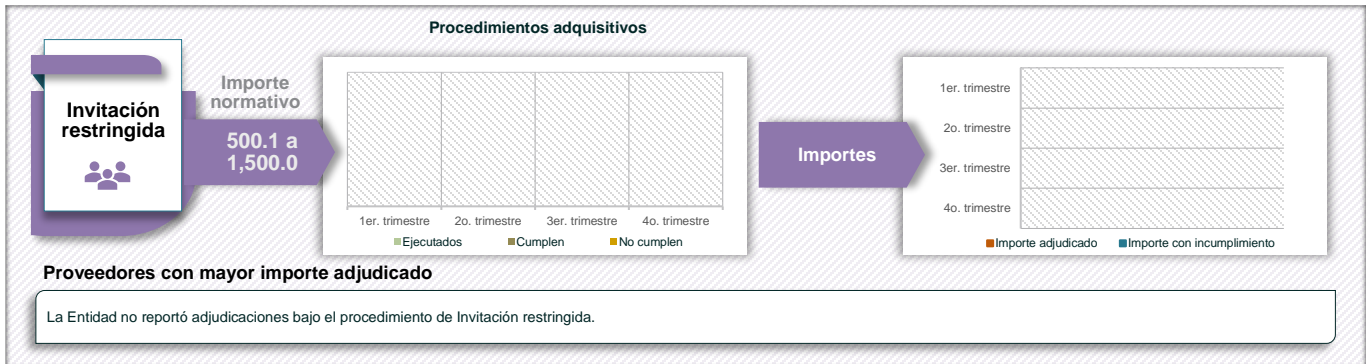 Procedimientos adquisitivos
Invitación
restringida
Importe
normativo
500.1 a
1,500.0
1er. trimestre 2o. trimestre 3er. trimestre 4o. trimestre
Ejecutados Cumplen No cumplen
Importes
1er. trimestre
2o. trimestre
3er. trimestre
4o. trimestre
Importe adjudicado Importe con incumplimiento
Proveedores con mayor importe adjudicado
La Entidad no reportó adjudicaciones bajo el procedimiento de Invitación restringida.